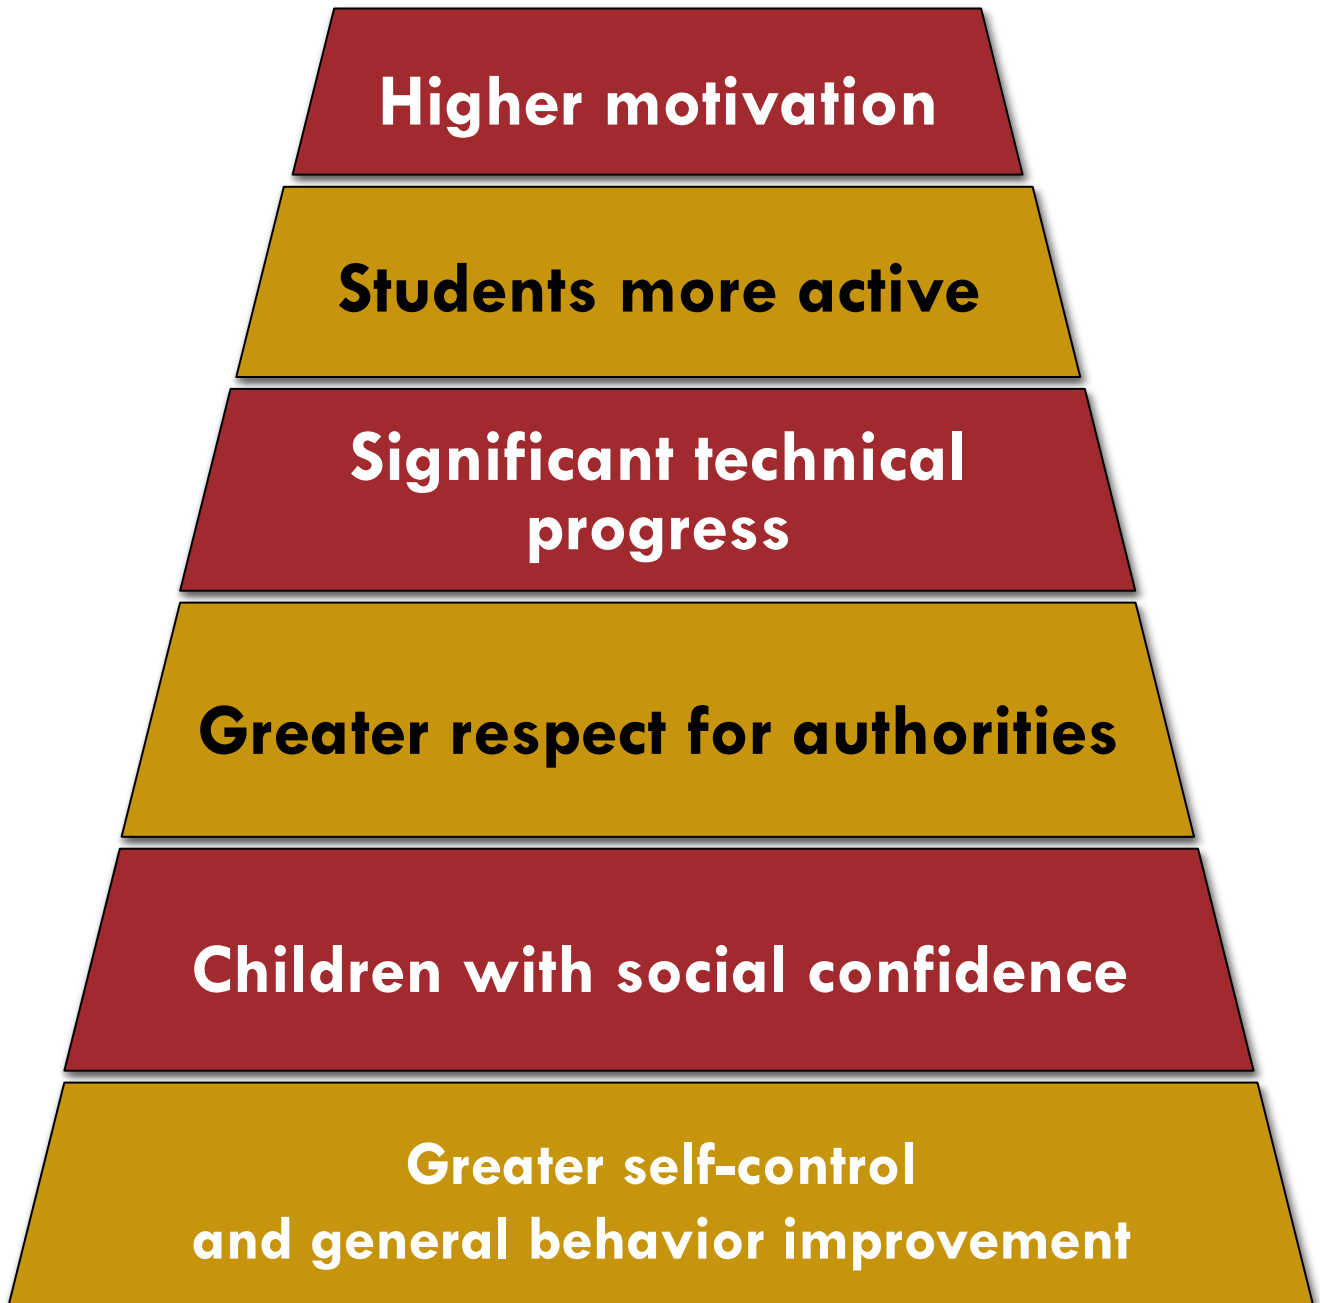 Higher motivation
Students more active
Significant technical
progress
Greater respect for authorities
Children with social confidence
Greater self-control
and general behavior improvement